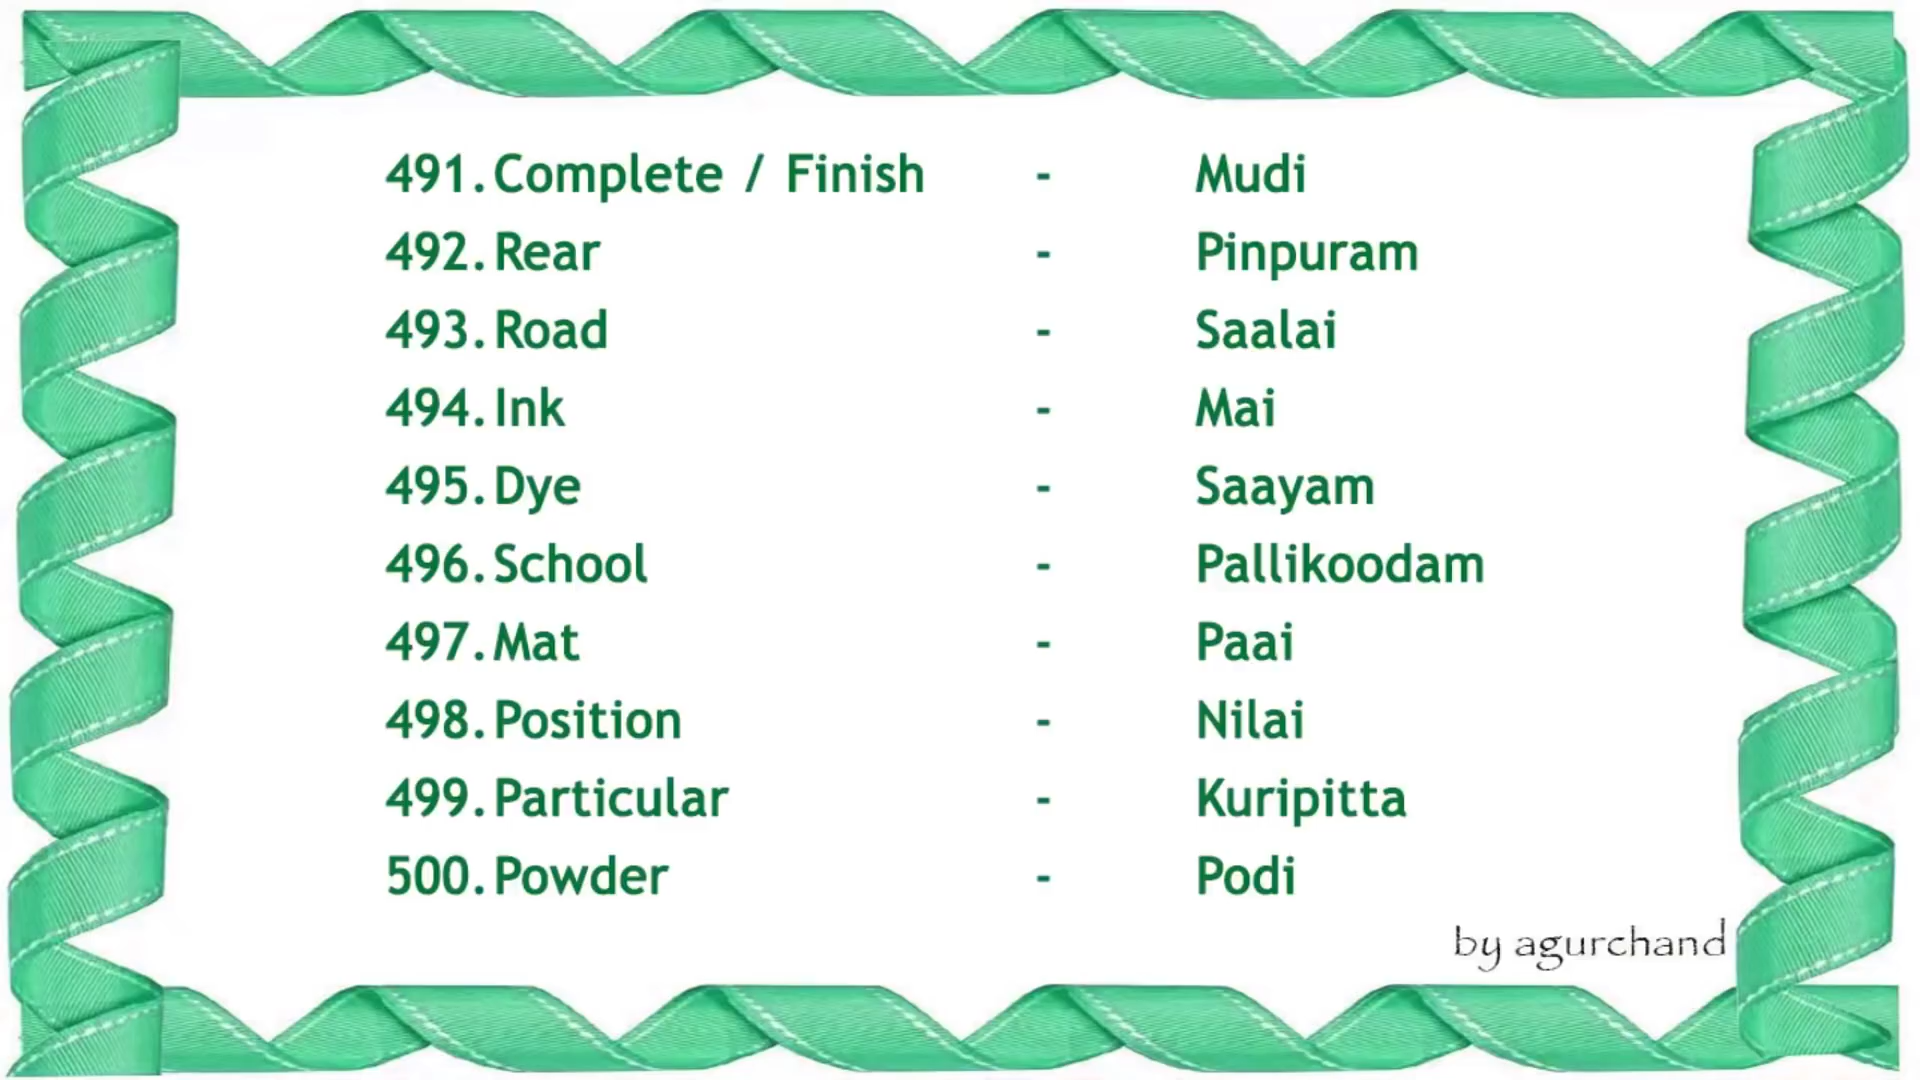 491. Complete / Finish - Mudi
492. Rear - Pinpuram
493. Road - Saalai
494. Ink - Mai
495. Dye - Saayam
496. School - Pallikoodam
497. Mat - Paai
498. Position - Nilai
499. Particular - Kuripitta
500. Powder - Podi
by agurchand